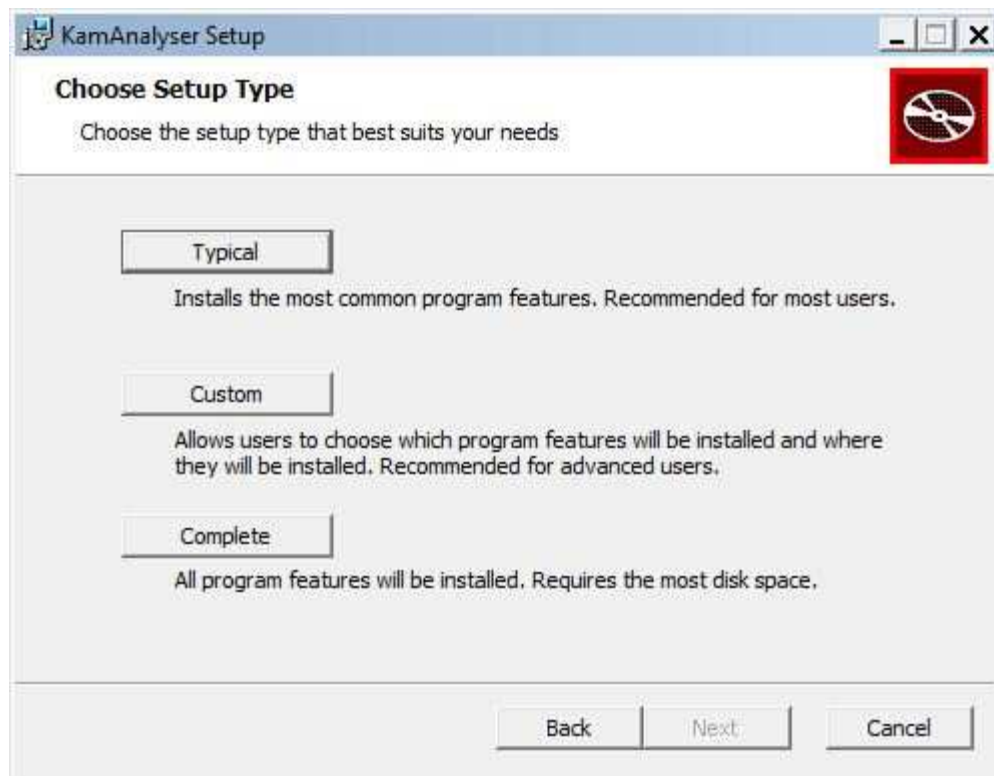 KamAnalyser Setup
Choose Setup Type
Choose the setup type that best suits your needs
Typical
Installs the most common program features. Recommended for most users.
Custom
Allows users to choose which program features will be installed and where
they will be installed. Recommended for advanced users.
Complete
All program features will be installed. Requires the most disk space.
Back Next Cancel